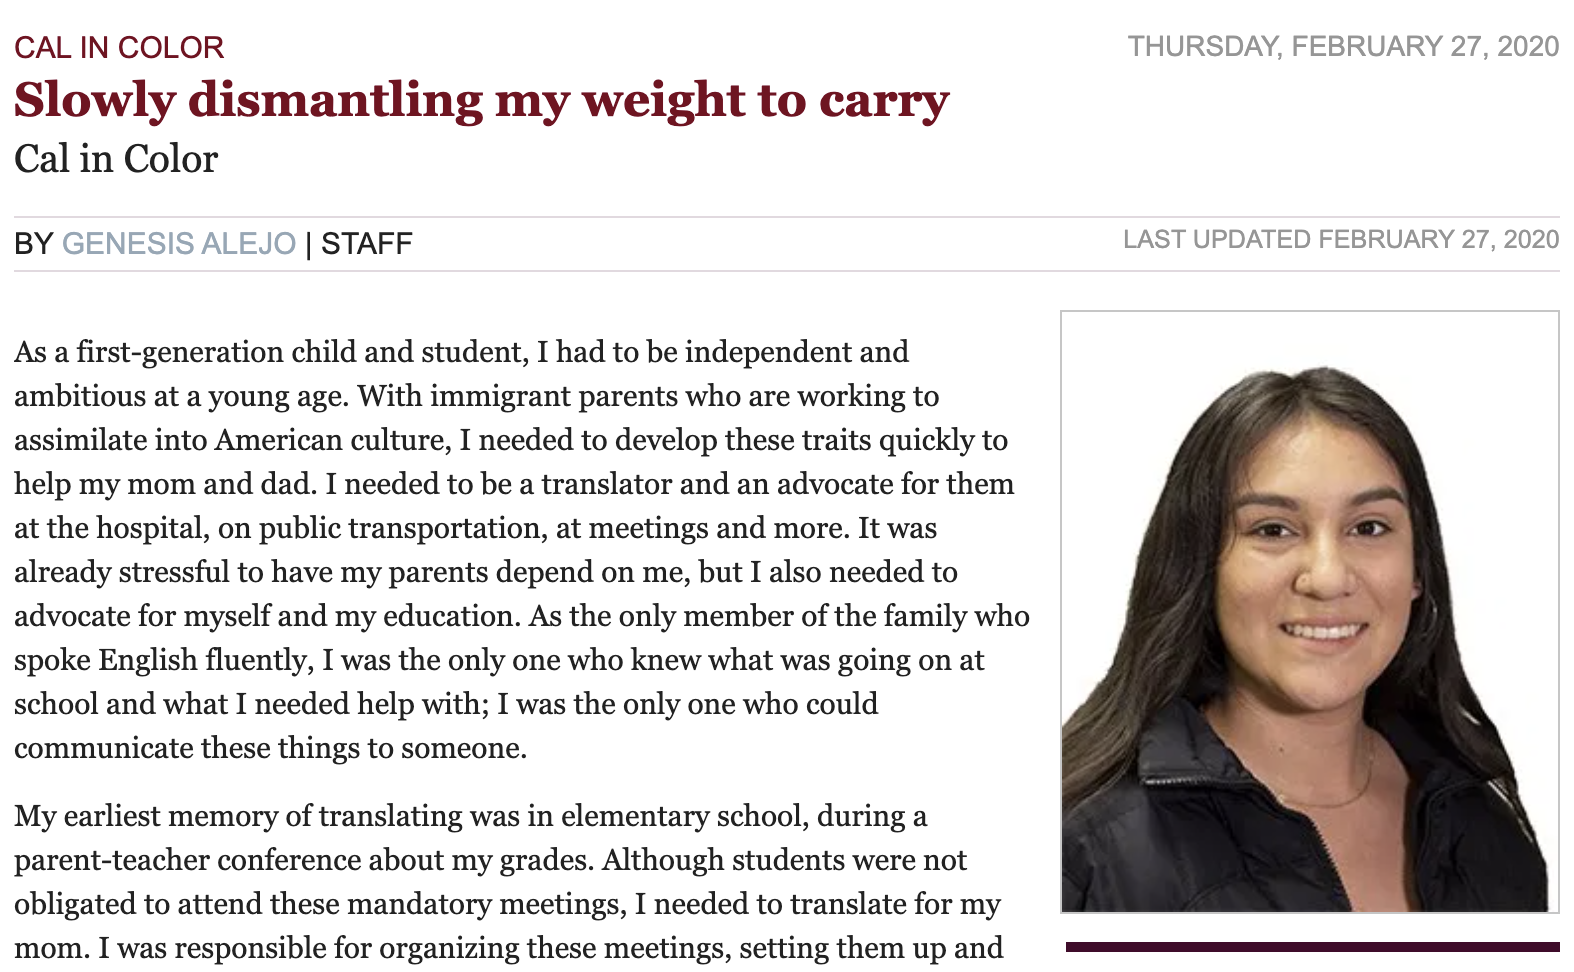 CAL IN COLOR
THURSDAY, FEBRUARY 27, 2020
Slowly dismantling my weight to carry
Cal in Color
BY GENESIS ALEJO | STAFF
LAST UPDATED FEBRUARY 27, 2020
As a first-generation child and student, I had to be independent and
ambitious at a young age. With immigrant parents who are working to
assimilate into American culture, I needed to develop these traits quickly to
help my mom and dad. I needed to be a translator and an advocate for them
at the hospital, on public transportation, at meetings and more. It was
already stressful to have my parents depend on me, but I also needed to
advocate for myself and my education. As the only member of the family who
spoke English fluently, I was the only one who knew what was going on at
school and what I needed help with; I was the only one who could
communicate these things to someone.
My earliest memory of translating was in elementary school, during a
parent-teacher conference about my grades. Although students were not
obligated to attend these mandatory meetings, I needed to translate for my
mom. I was responsible for organizing these meetings, setting them up and